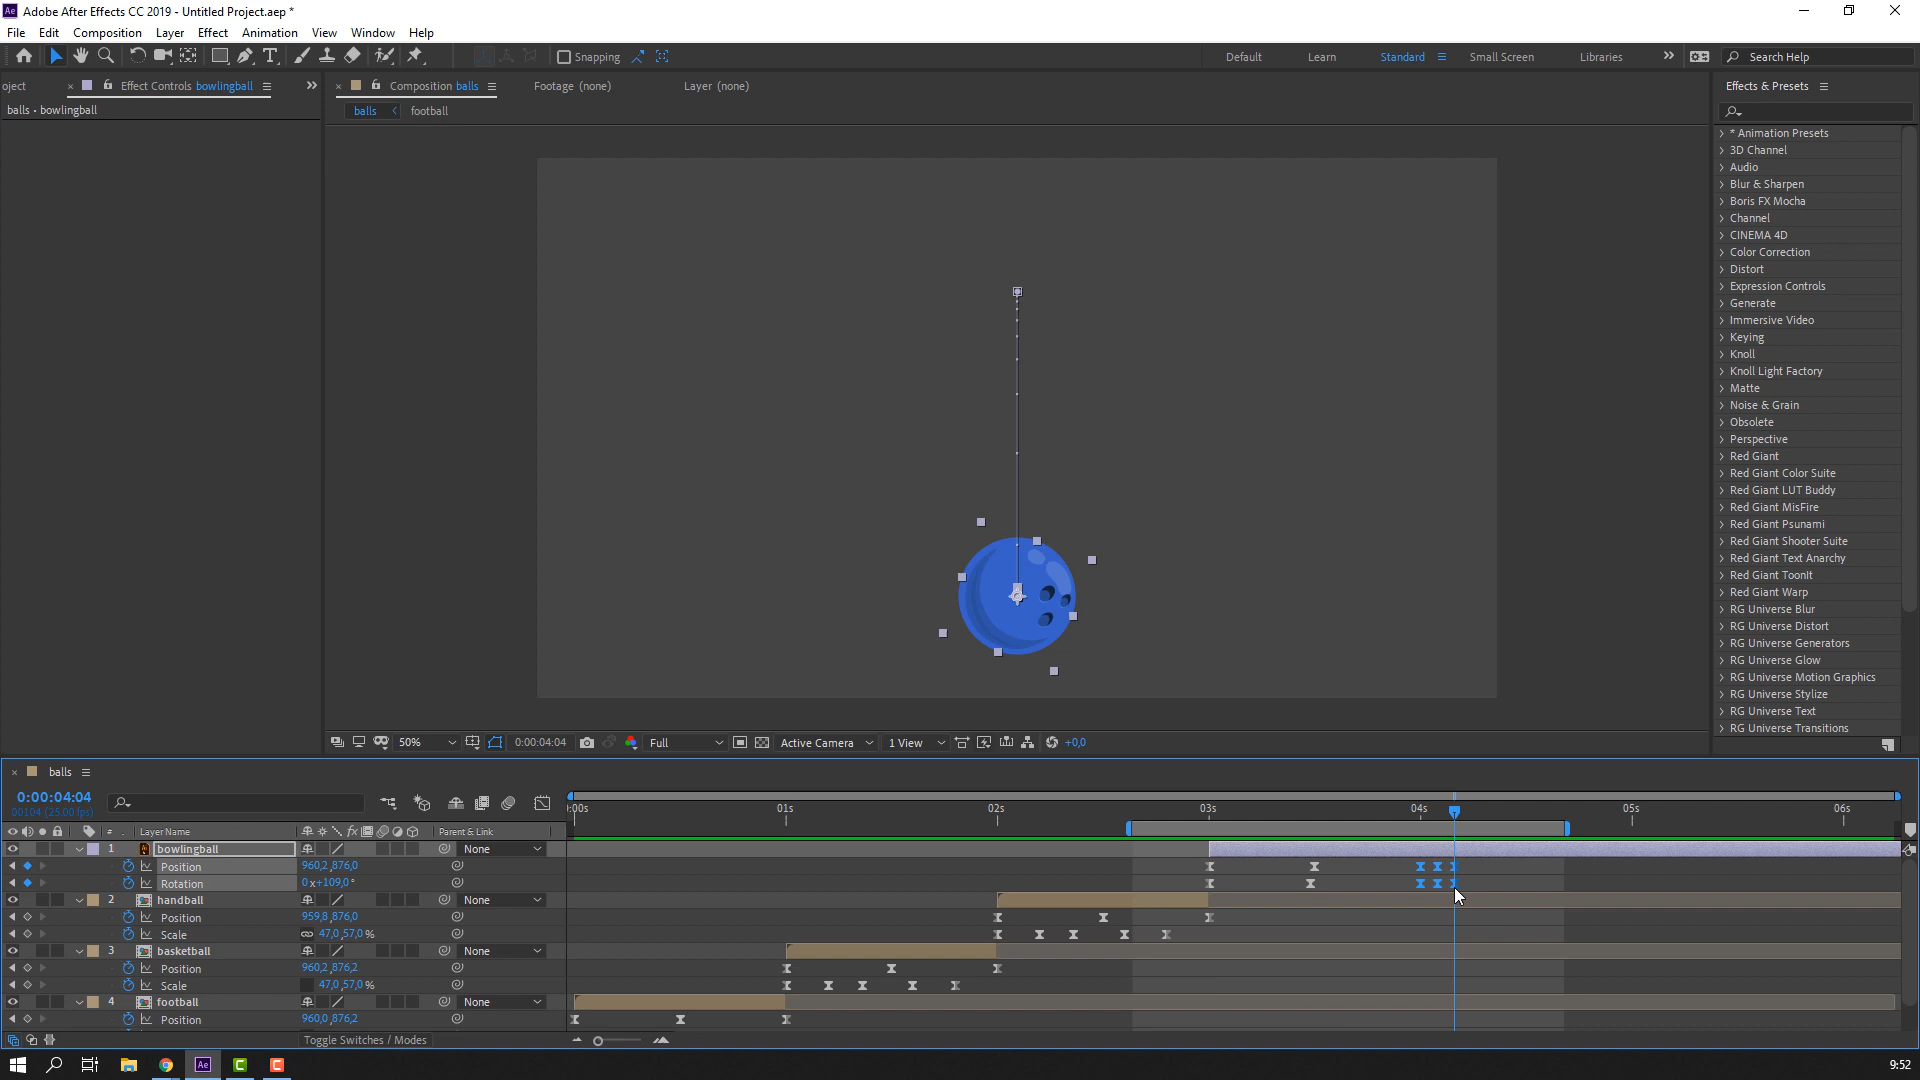 Adobe After Effects CC 2019 - Untitled Project.aep *
File Edit Composition Layer Effect Animation View Window Help
Snapping Default Learn Standard Small Screen Libraries Search Help
oject Effect Controls bowlingball Composition balls Footage (none) Layer (none) Effects & Presets
balls • bowlingball balls football
* Animation Presets
3D Channel
Audio
Blur & Sharpen
Boris FX Mocha
Channel
CINEMA 4D
Color Correction
Distort
Expression Controls
Generate
Immersive Video
Keying
Knoll
Knoll Light Factory
Matte
Noise & Grain
Obsolete
Perspective
Red Giant
Red Giant Color Suite
Red Giant LUT Buddy
Red Giant MisFire
Red Giant Psunami
Red Giant Shooter Suite
Red Giant Text Anarchy
Red Giant ToonIt
Red Giant Warp
RG Universe Blur
RG Universe Distort
RG Universe Generators
RG Universe Glow
RG Universe Motion Graphics
RG Universe Stylize
RG Universe Text
RG Universe Transitions
50% 0:00:04:04 Full Active Camera 1 View +0,0
balls
0:00:04:04
00104 (25.00 fps)
:00s 01s 02s 03s 04s 05s 06s
# Layer Name Parent & Link
1 bowlingball None
Position 960,2,876,0
Rotation 0x+109,0°
2 handball None
Position 959,8,876,0
Scale 47,0,57,0%
3 basketball None
Position 960,2,876,2
Scale 47,0,57,0%
4 football None
Position 960,0,876,2
Toggle Switches / Modes
9:52